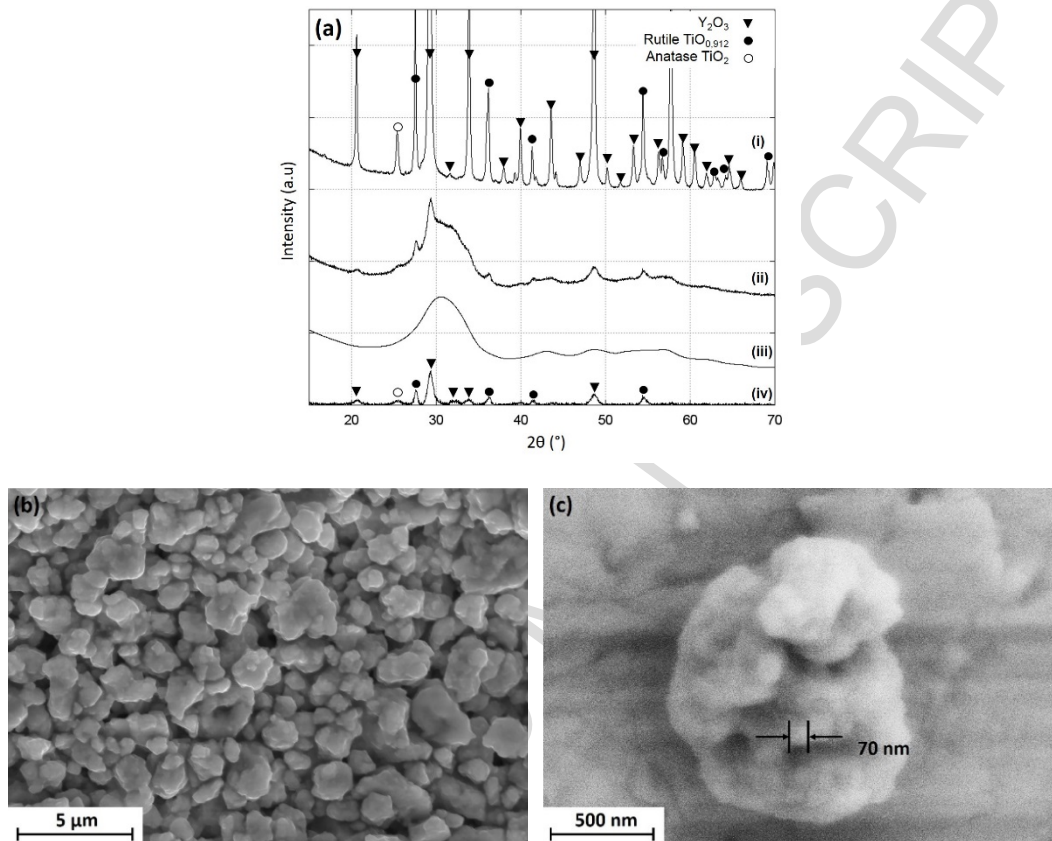 (a)
Y₂O₃
Rutile TiO₀,₉₁₂
Anatase TiO₂
(i)
(ii)
(iii)
(iv)
Intensity (a.u)
20 30 40 50 60 70
2θ (°)
SCRIP
(b)
5 µm
(c)
70 nm
500 nm